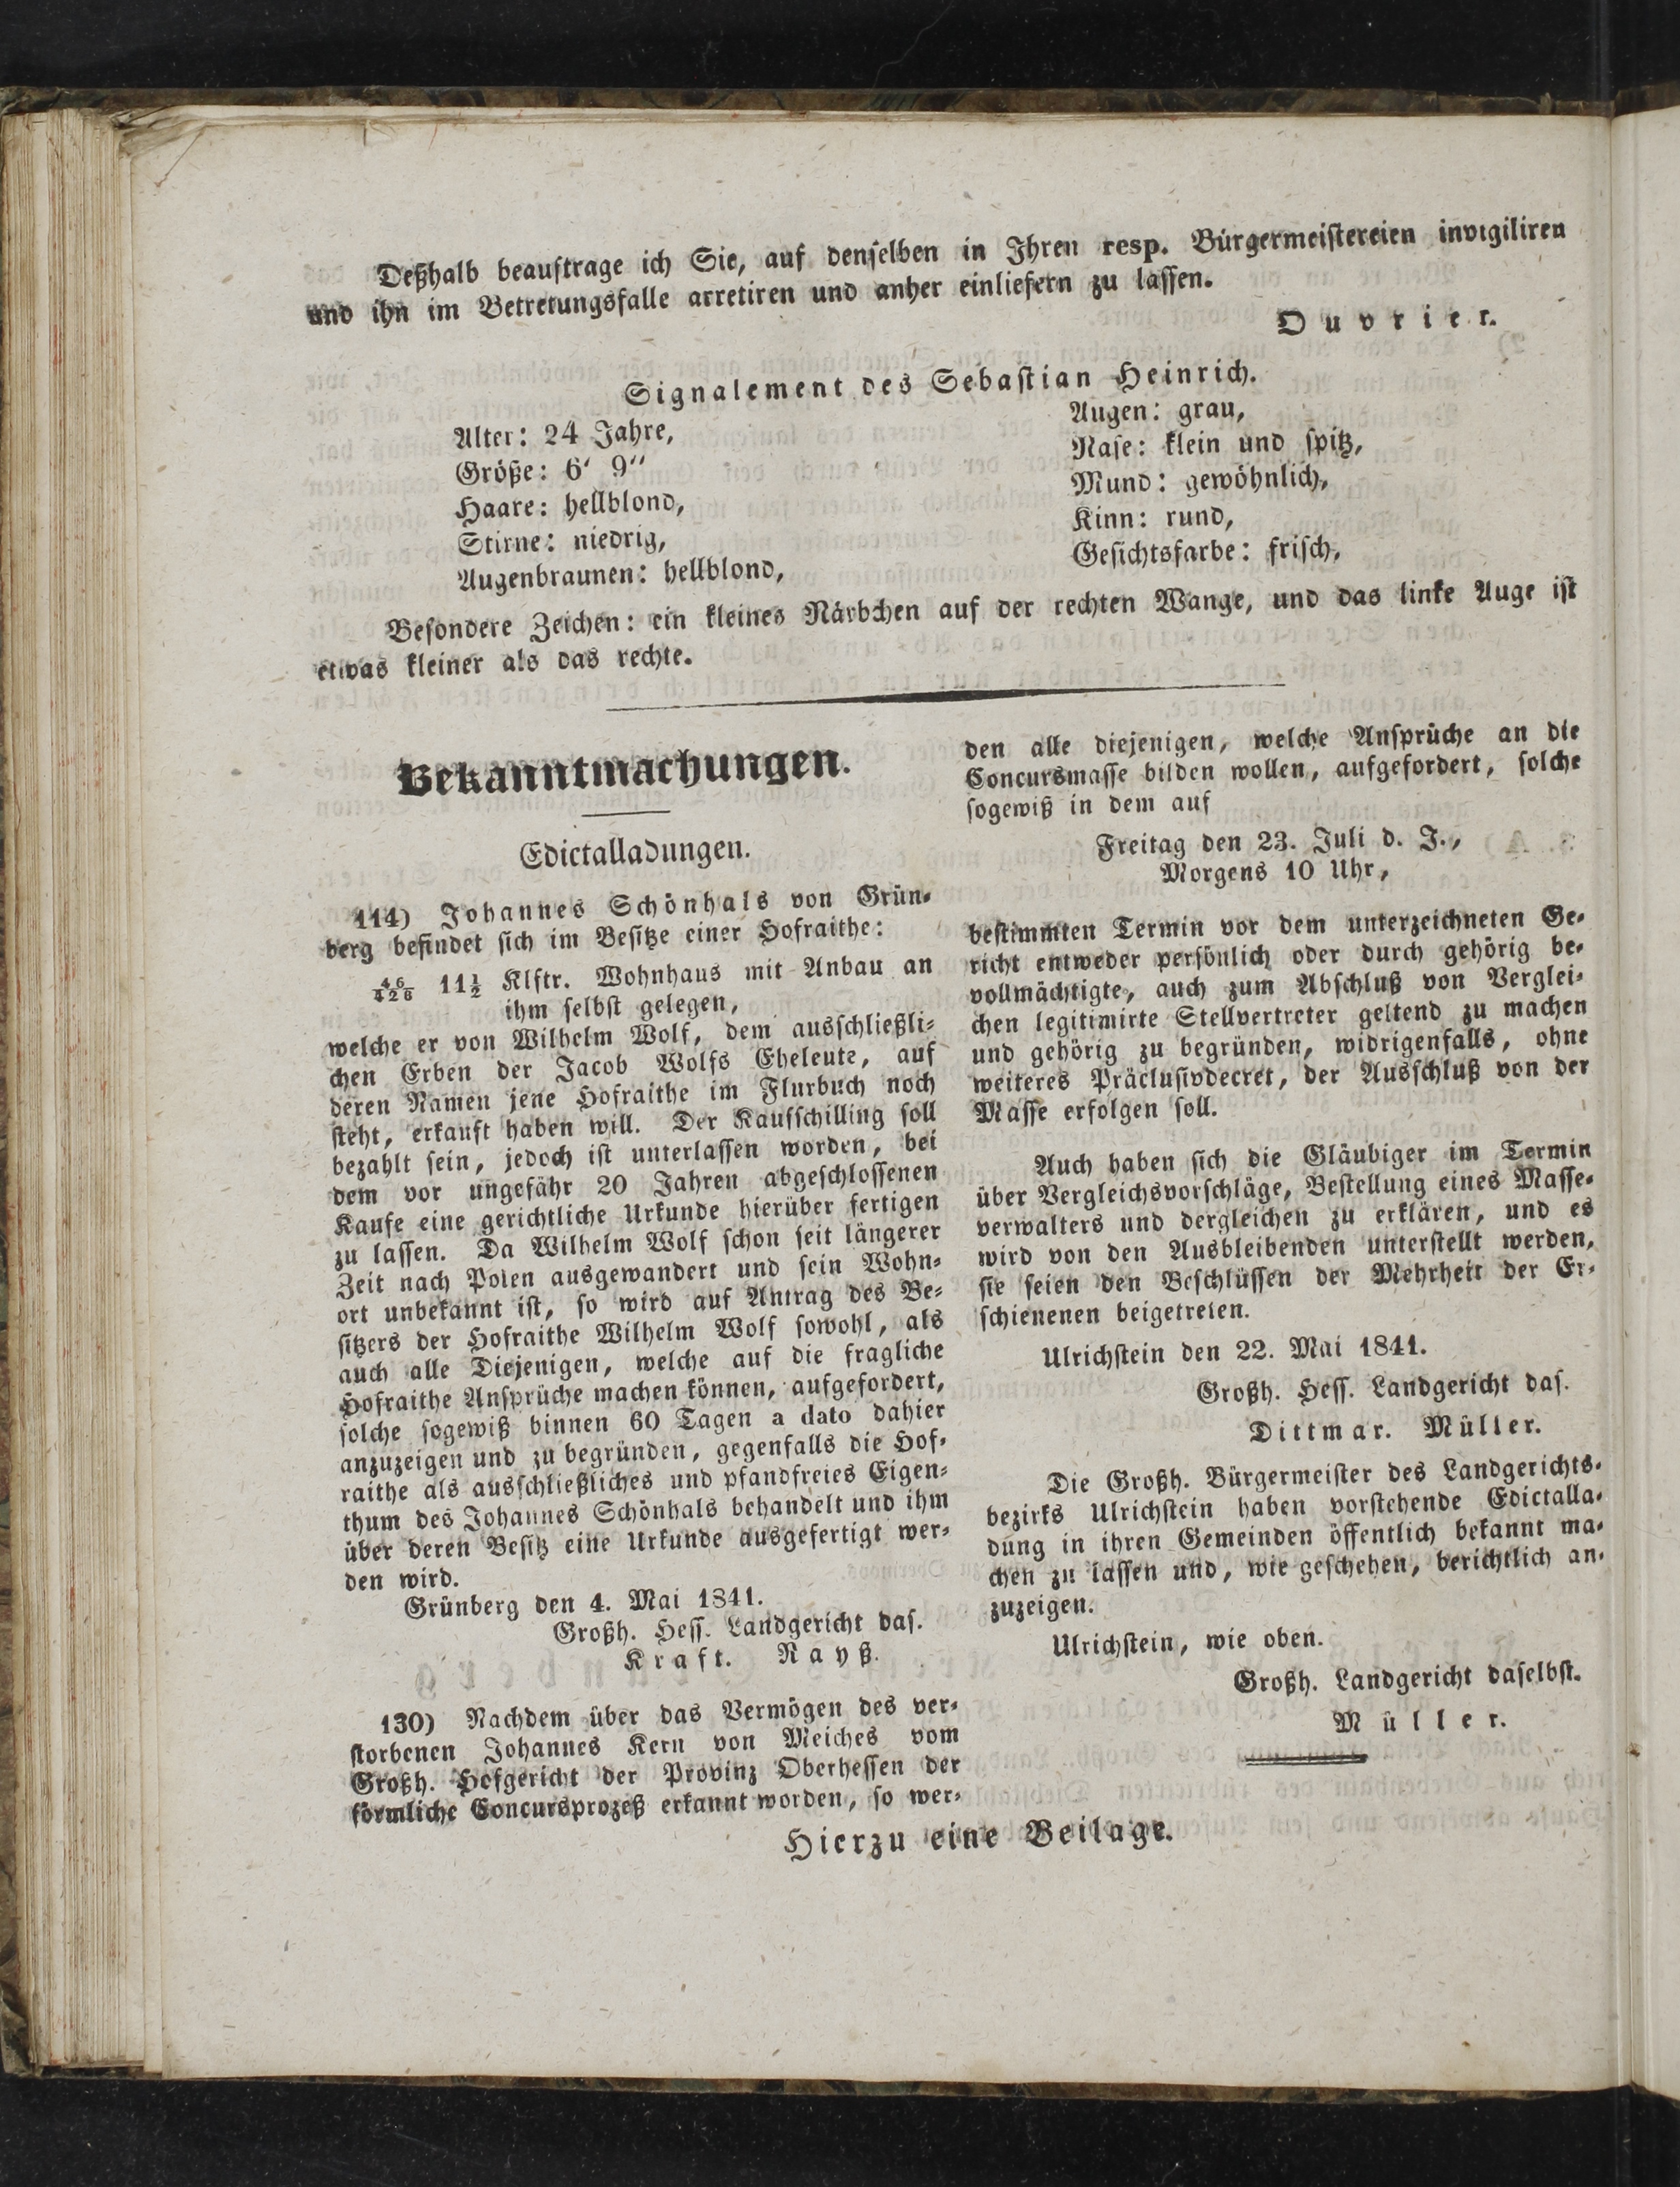 Deßhalb beauftrage ich Sie, auf denselben in Ihren resp. Bürgermeistereien invigiliren
und ihn im Betretungsfalle arretiren und anher einliefern zu lassen.
Ouvrier.
Signalement des Sebastian Heinrich.
Alter: 24 Jahre,
Größe: 6' 9"
Haare: hellblond,
Stirne: niedrig,
Augenbraunen: hellblond,
Augen: grau,
Nase: klein und spitz,
Mund: gewöhnlich,
Kinn: rund,
Gesichtsfarbe: frisch,
Besondere Zeichen: ein kleines Närbchen auf der rechten Wange, und das linke Auge ist
etwas kleiner als das rechte.
Bekanntmachungen.
Edictalladungen.
114) Johannes Schönhals von Grün-
berg befindet sich im Besitze einer Hofraithe:
11½ Klftr. Wohnhaus mit Anbau an
ihm selbst gelegen,
welche er von Wilhelm Wolf, dem ausschließli-
chen Erben der Jacob Wolfs Eheleute, auf
deren Namen jene Hofraithe im Flurbuch noch
steht, erkauft haben will. Der Kaufschilling soll
bezahlt sein, jedoch ist unterlassen worden, bei
dem vor ungefähr 20 Jahren abgeschlossenen
Kaufe eine gerichtliche Urkunde hierüber fertigen
zu lassen. Da Wilhelm Wolf schon seit längerer
Zeit nach Polen ausgewandert und sein Wohn-
ort unbekannt ist, so wird auf Antrag des Be-
sitzers der Hofraithe Wilhelm Wolf sowohl, als
auch alle Diejenigen, welche auf die fragliche
Hofraithe Ansprüche machen können, aufgefordert,
solche sogewiß binnen 60 Tagen a dato dahier
anzuzeigen und zu begründen, gegenfalls die Hof-
raithe als ausschließliches und pfandfreies Eigen-
thum des Johannes Schönhals behandelt und ihm
über deren Besitz eine Urkunde ausgefertigt wer-
den wird.
Grünberg den 4. Mai 1841.
Großh. Hess. Landgericht das.
Kraft. Nayß.
130) Nachdem über das Vermögen des ver-
storbenen Johannes Kern von Meiches vom
Großh. Hofgericht der Provinz Oberhessen der
förmliche Concursprozeß erkannt worden, so wer-
den alle diejenigen, welche Ansprüche an die
Concursmasse bilden wollen, aufgefordert, solche
sogewiß in dem auf
Freitag den 23. Juli d. J.,
Morgens 10 Uhr,
bestimmten Termin vor dem unterzeichneten Ge-
richt entweder persönlich oder durch gehörig be-
vollmächtigte, auch zum Abschluß von Verglei-
chen legitimirte Stellvertreter geltend zu machen
und gehörig zu begründen, widrigenfalls, ohne
weiteres Präclusivdecret, der Ausschluß von der
Masse erfolgen soll.
Auch haben sich die Gläubiger im Termin
über Vergleichsvorschläge, Bestellung eines Masse-
verwalters und dergleichen zu erklären, und es
wird von den Ausbleibenden unterstellt werden,
sie seien den Beschlüssen der Mehrheit der Er-
schienenen beigetreten.
Ulrichstein den 22. Mai 1841.
Großh. Hess. Landgericht das.
Dittmar. Müller.
Die Großh. Bürgermeister des Landgerichts-
bezirks Ulrichstein haben vorstehende Edictalla-
dung in ihren Gemeinden öffentlich bekannt ma-
chen zu lassen und, wie geschehen, berichtlich an-
zuzeigen.
Ulrichstein, wie oben.
Großh. Landgericht daselbst.
Müller.
Hierzu eine Beilage.